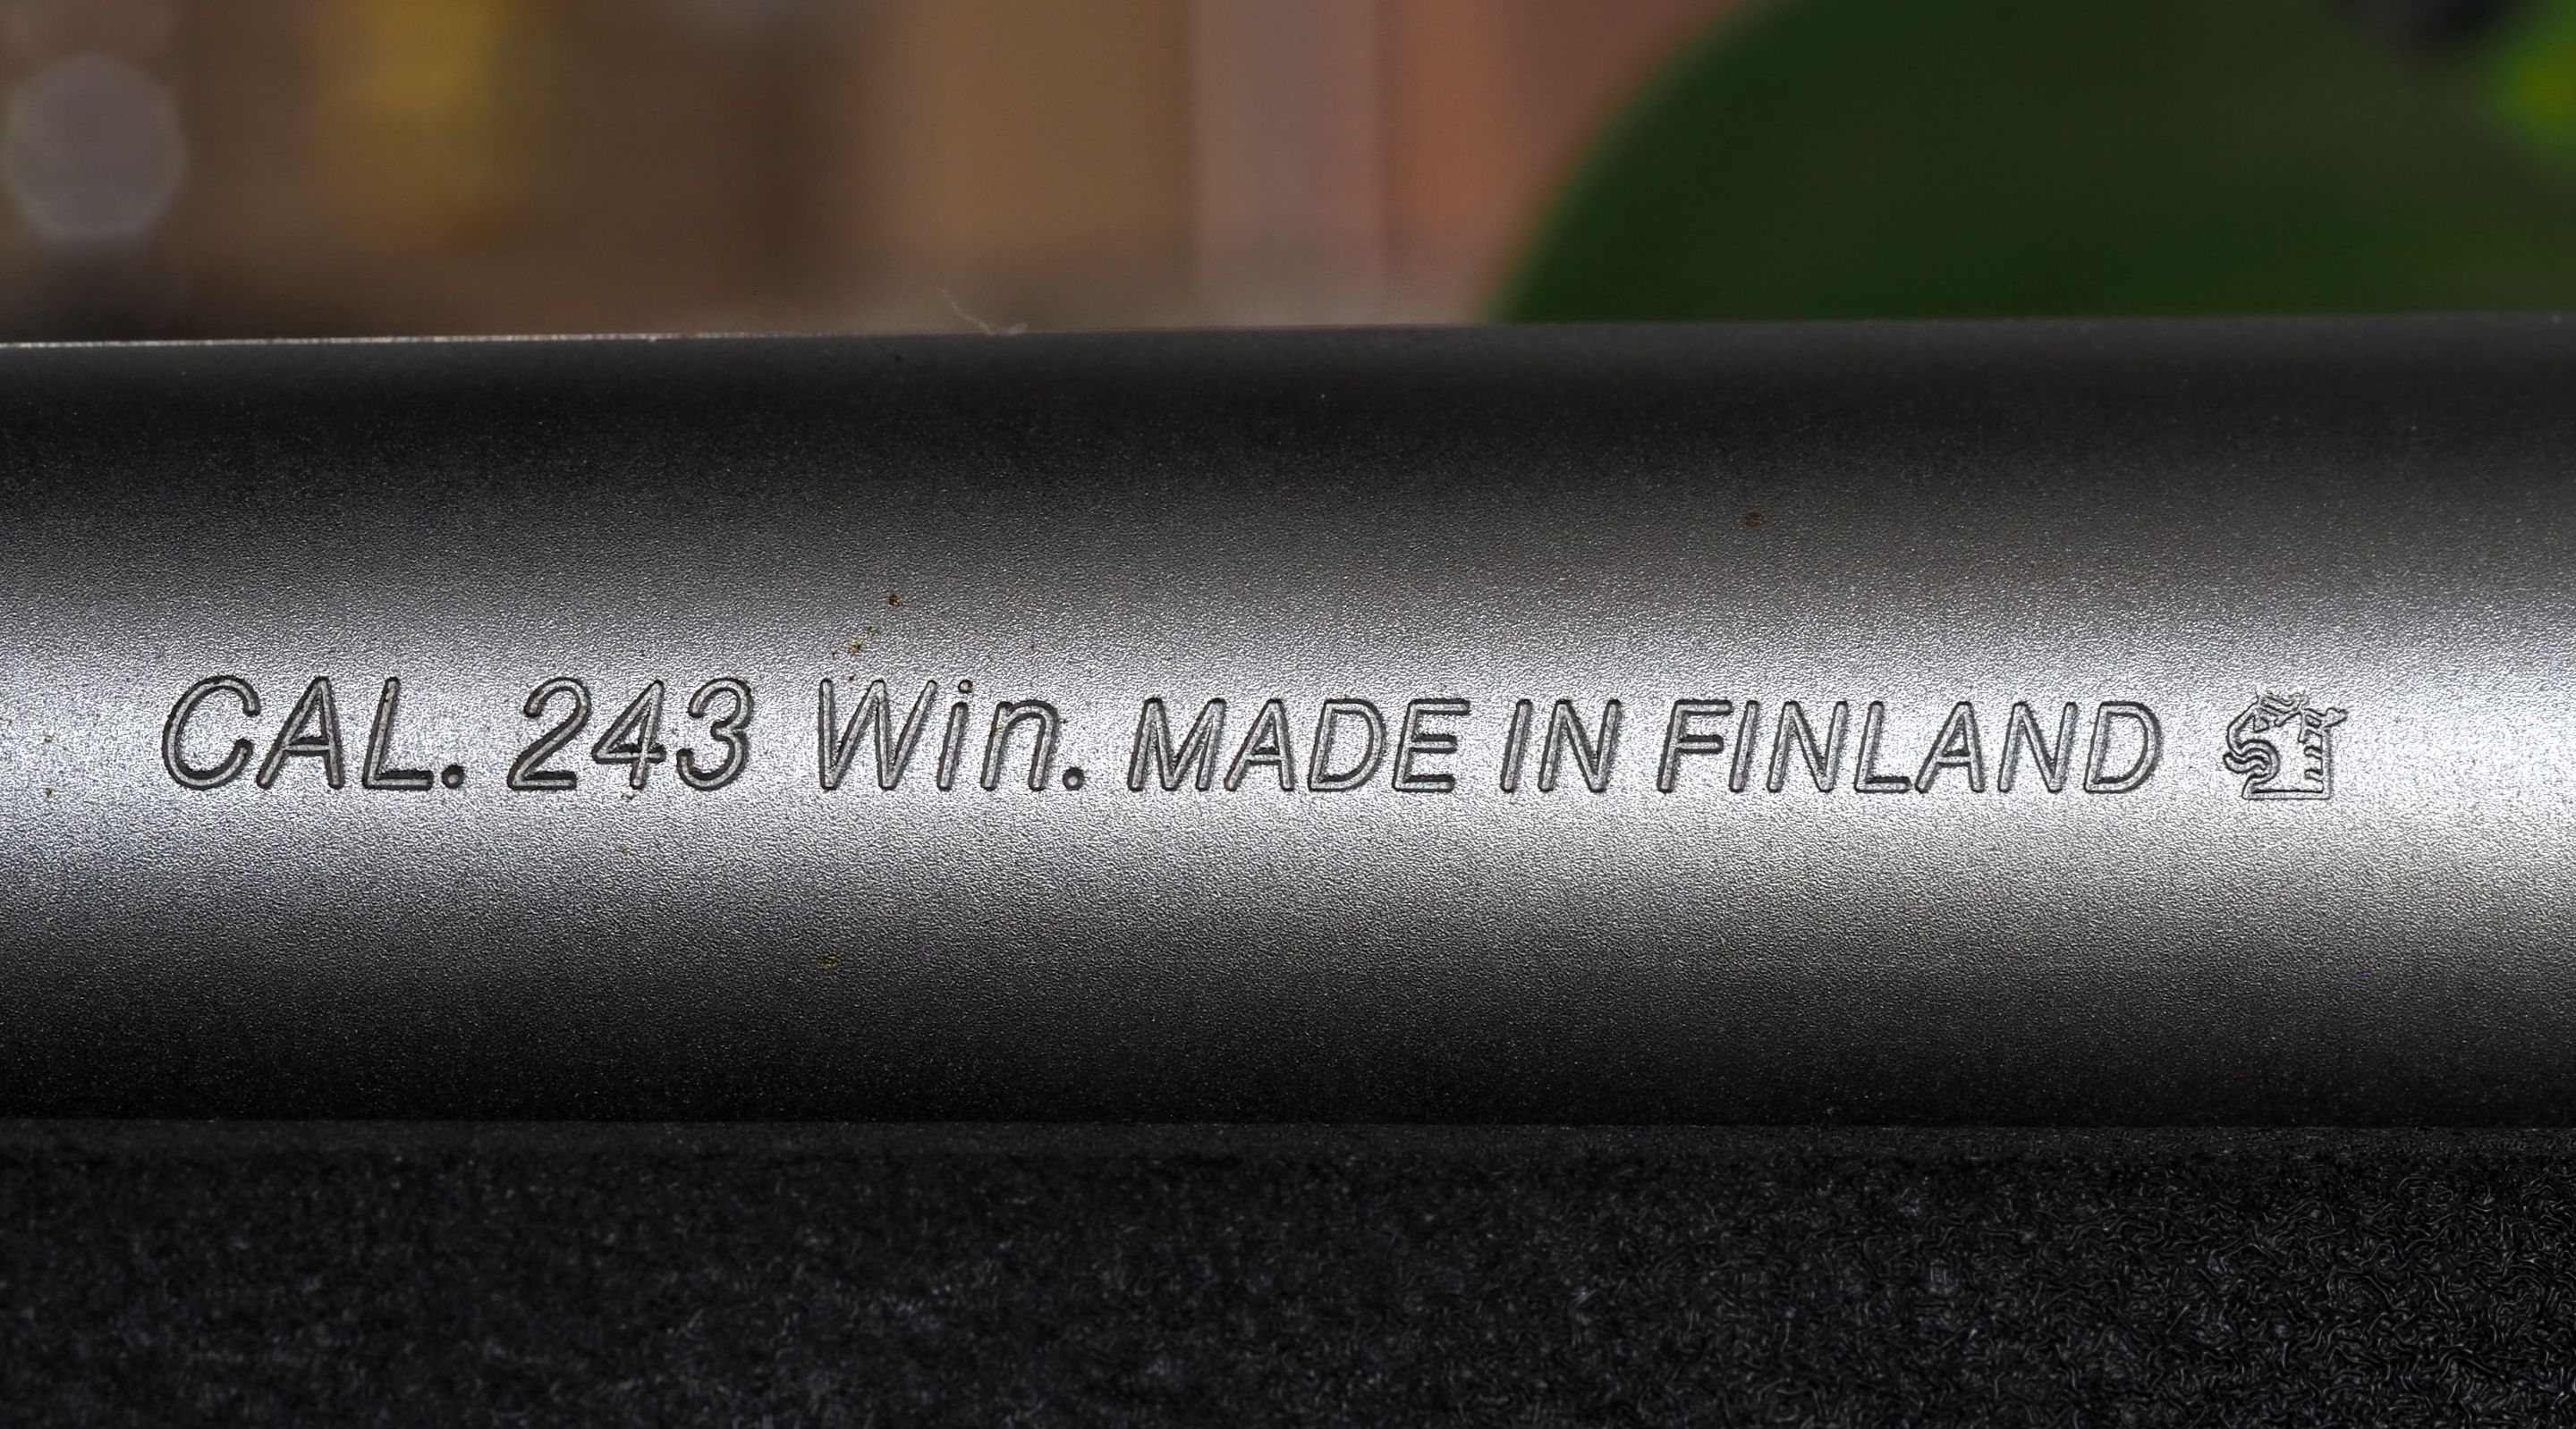 CAL. 243 Win. MADE IN FINLAND